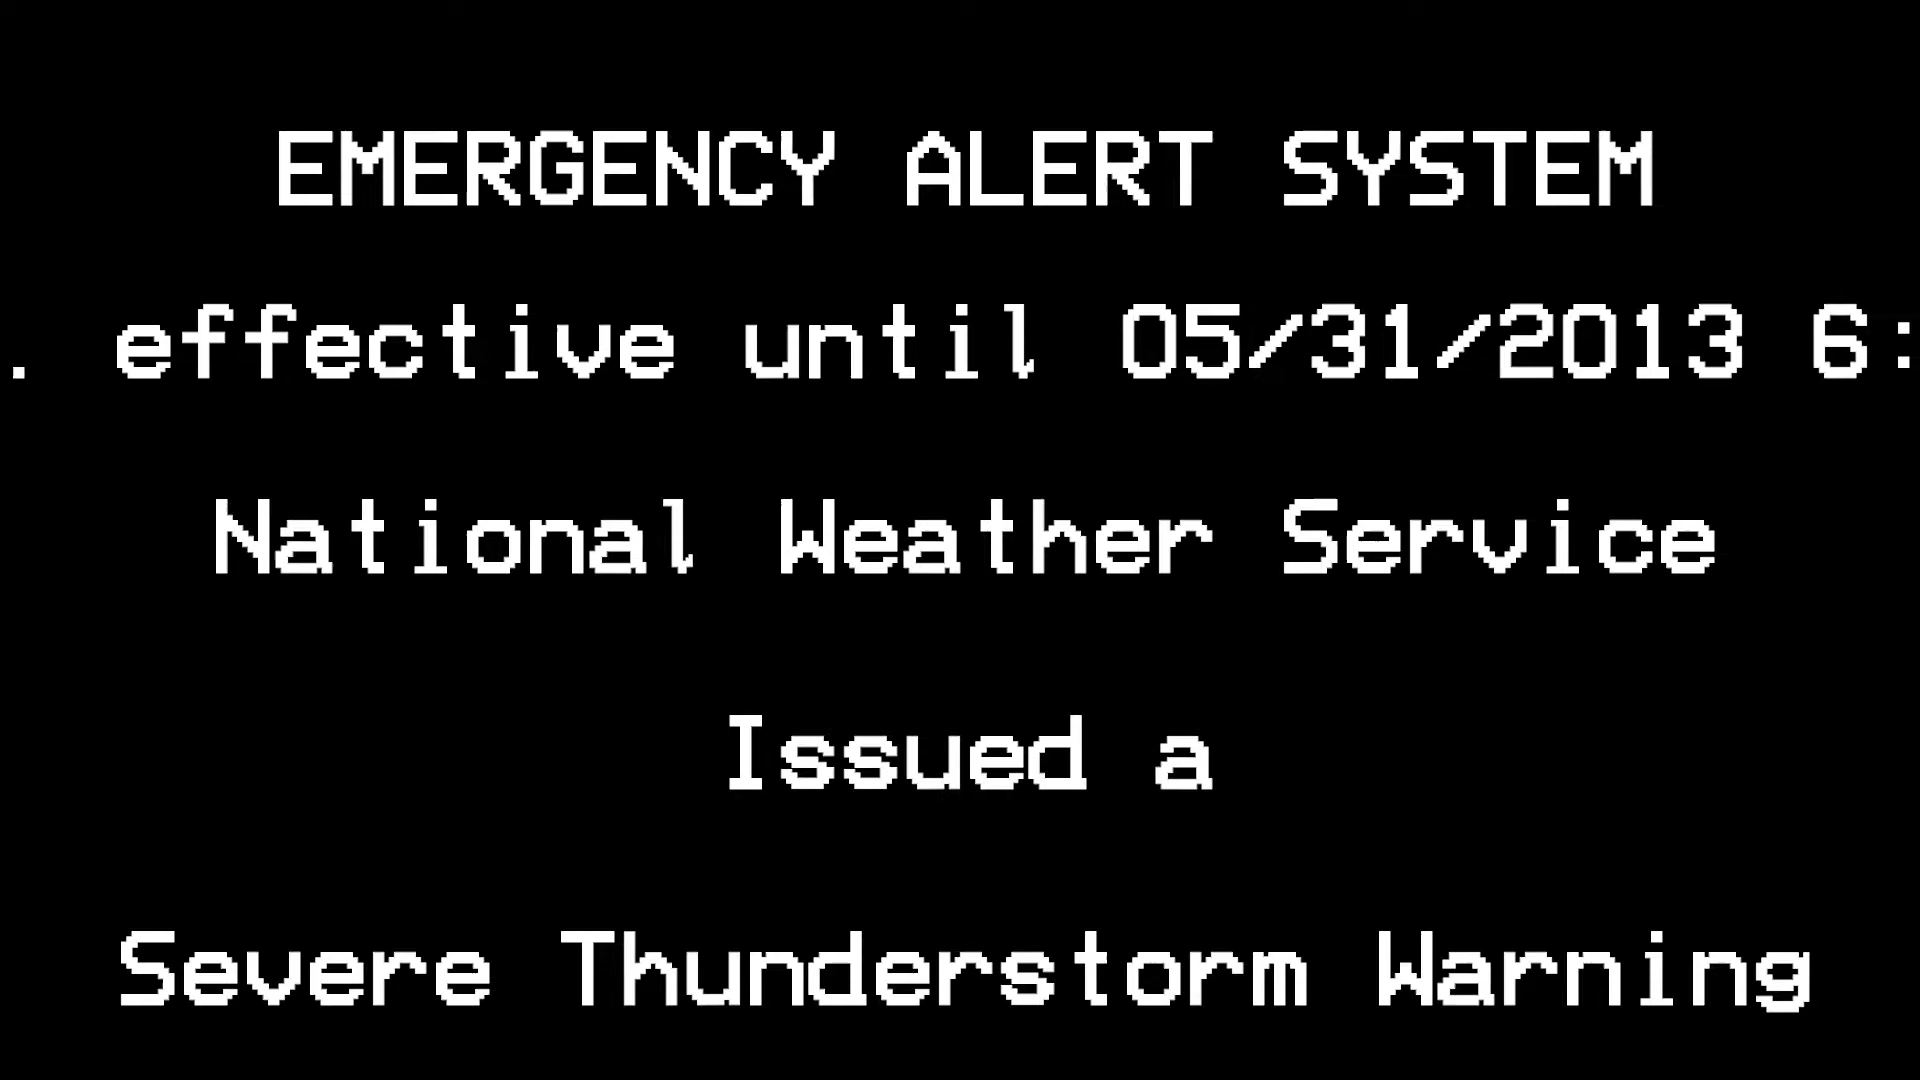 EMERGENCY ALERT SYSTEM
. effective until 05/31/2013 6:
National Weather Service
Issued a
Severe Thunderstorm Warning